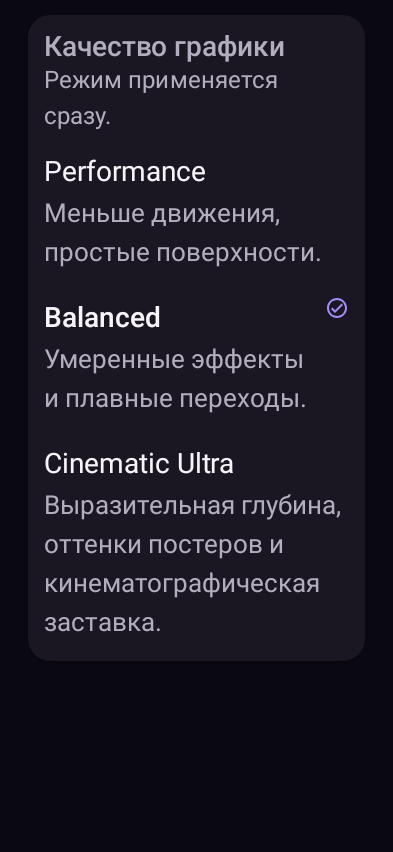 Качество графики
Режим применяется
сразу.
Performance
Меньше движения,
простые поверхности.
Balanced
Умеренные эффекты
и плавные переходы.
Cinematic Ultra
Выразительная глубина,
оттенки постеров и
кинематографическая
заставка.